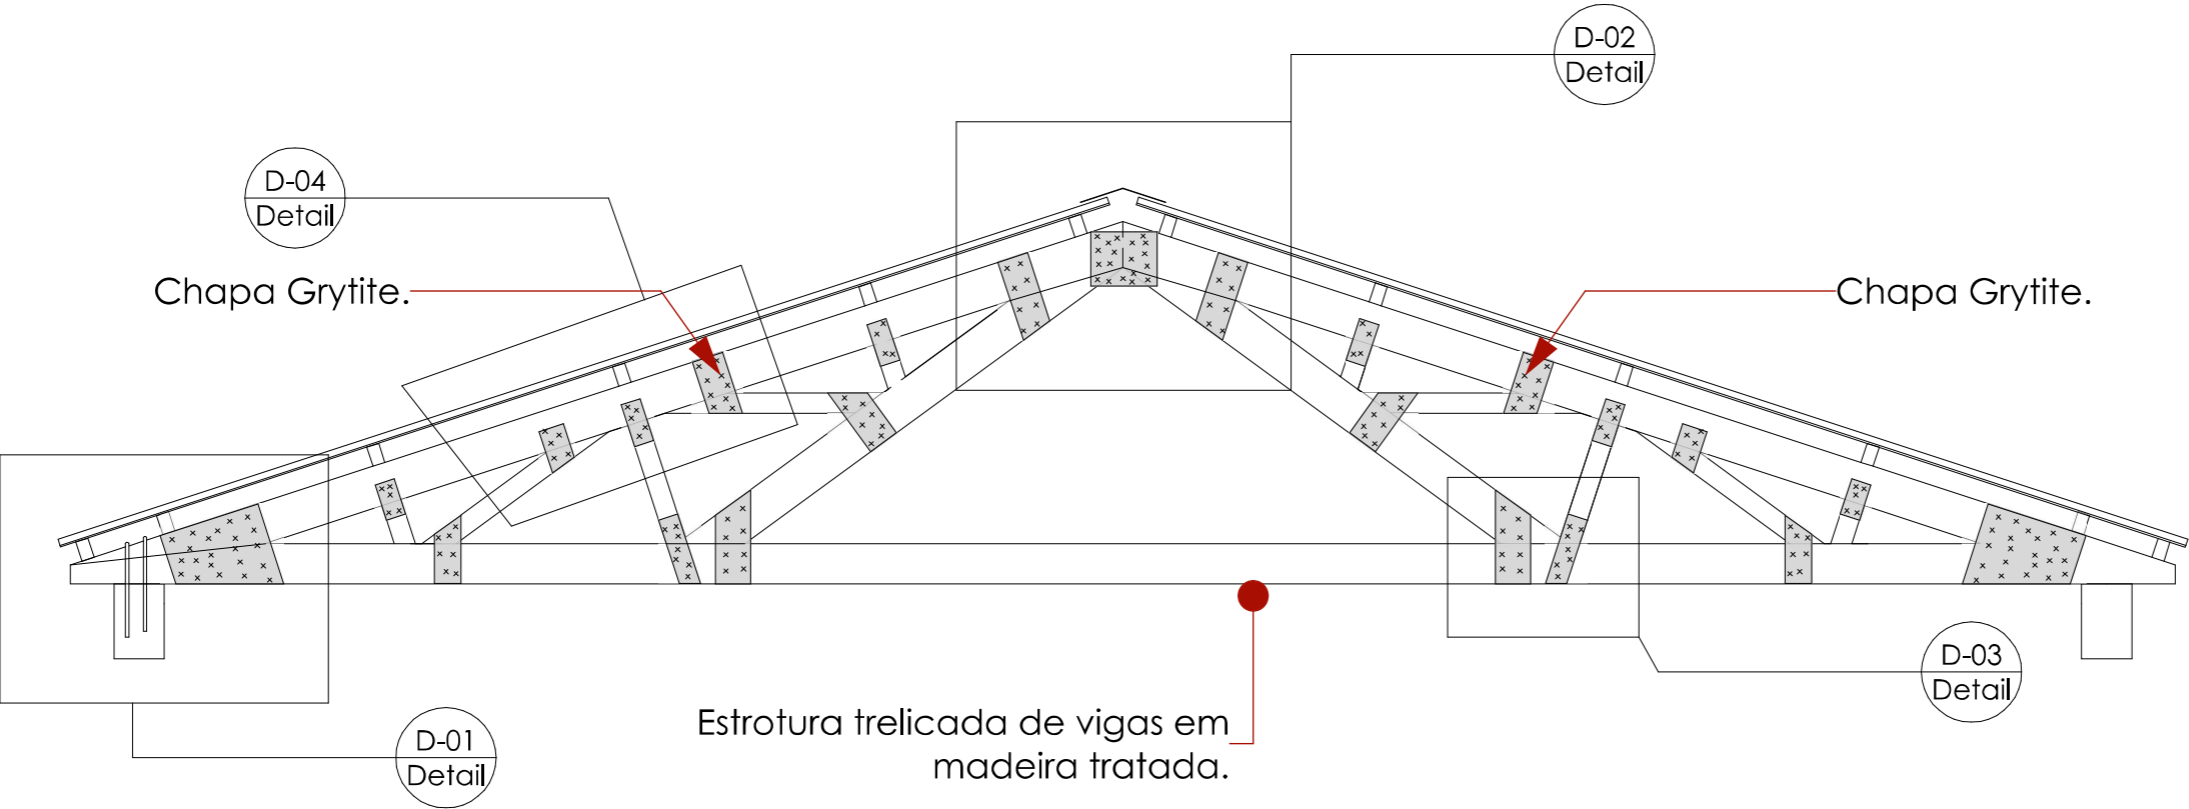 D-02
Detail
D-04
Detail
Chapa Grytite.
Chapa Grytite.
D-03
Detail
Estrotura trelicada de vigas em
madeira tratada.
D-01
Detail